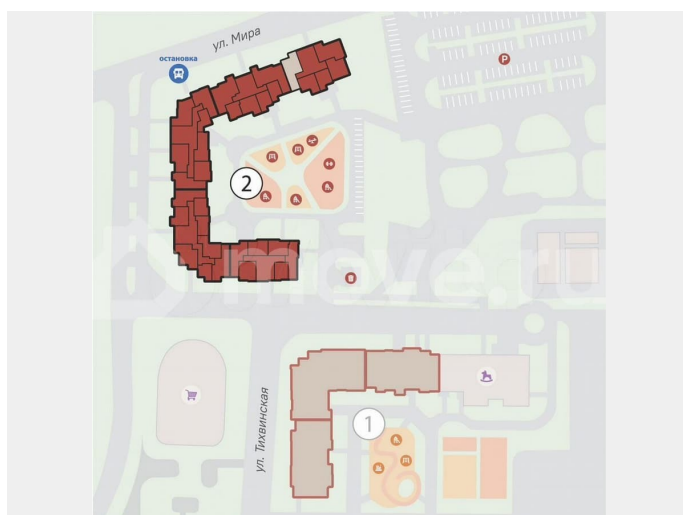 ул. Мира
остановка
P
2
move.ru
1
ул. Тихвинская